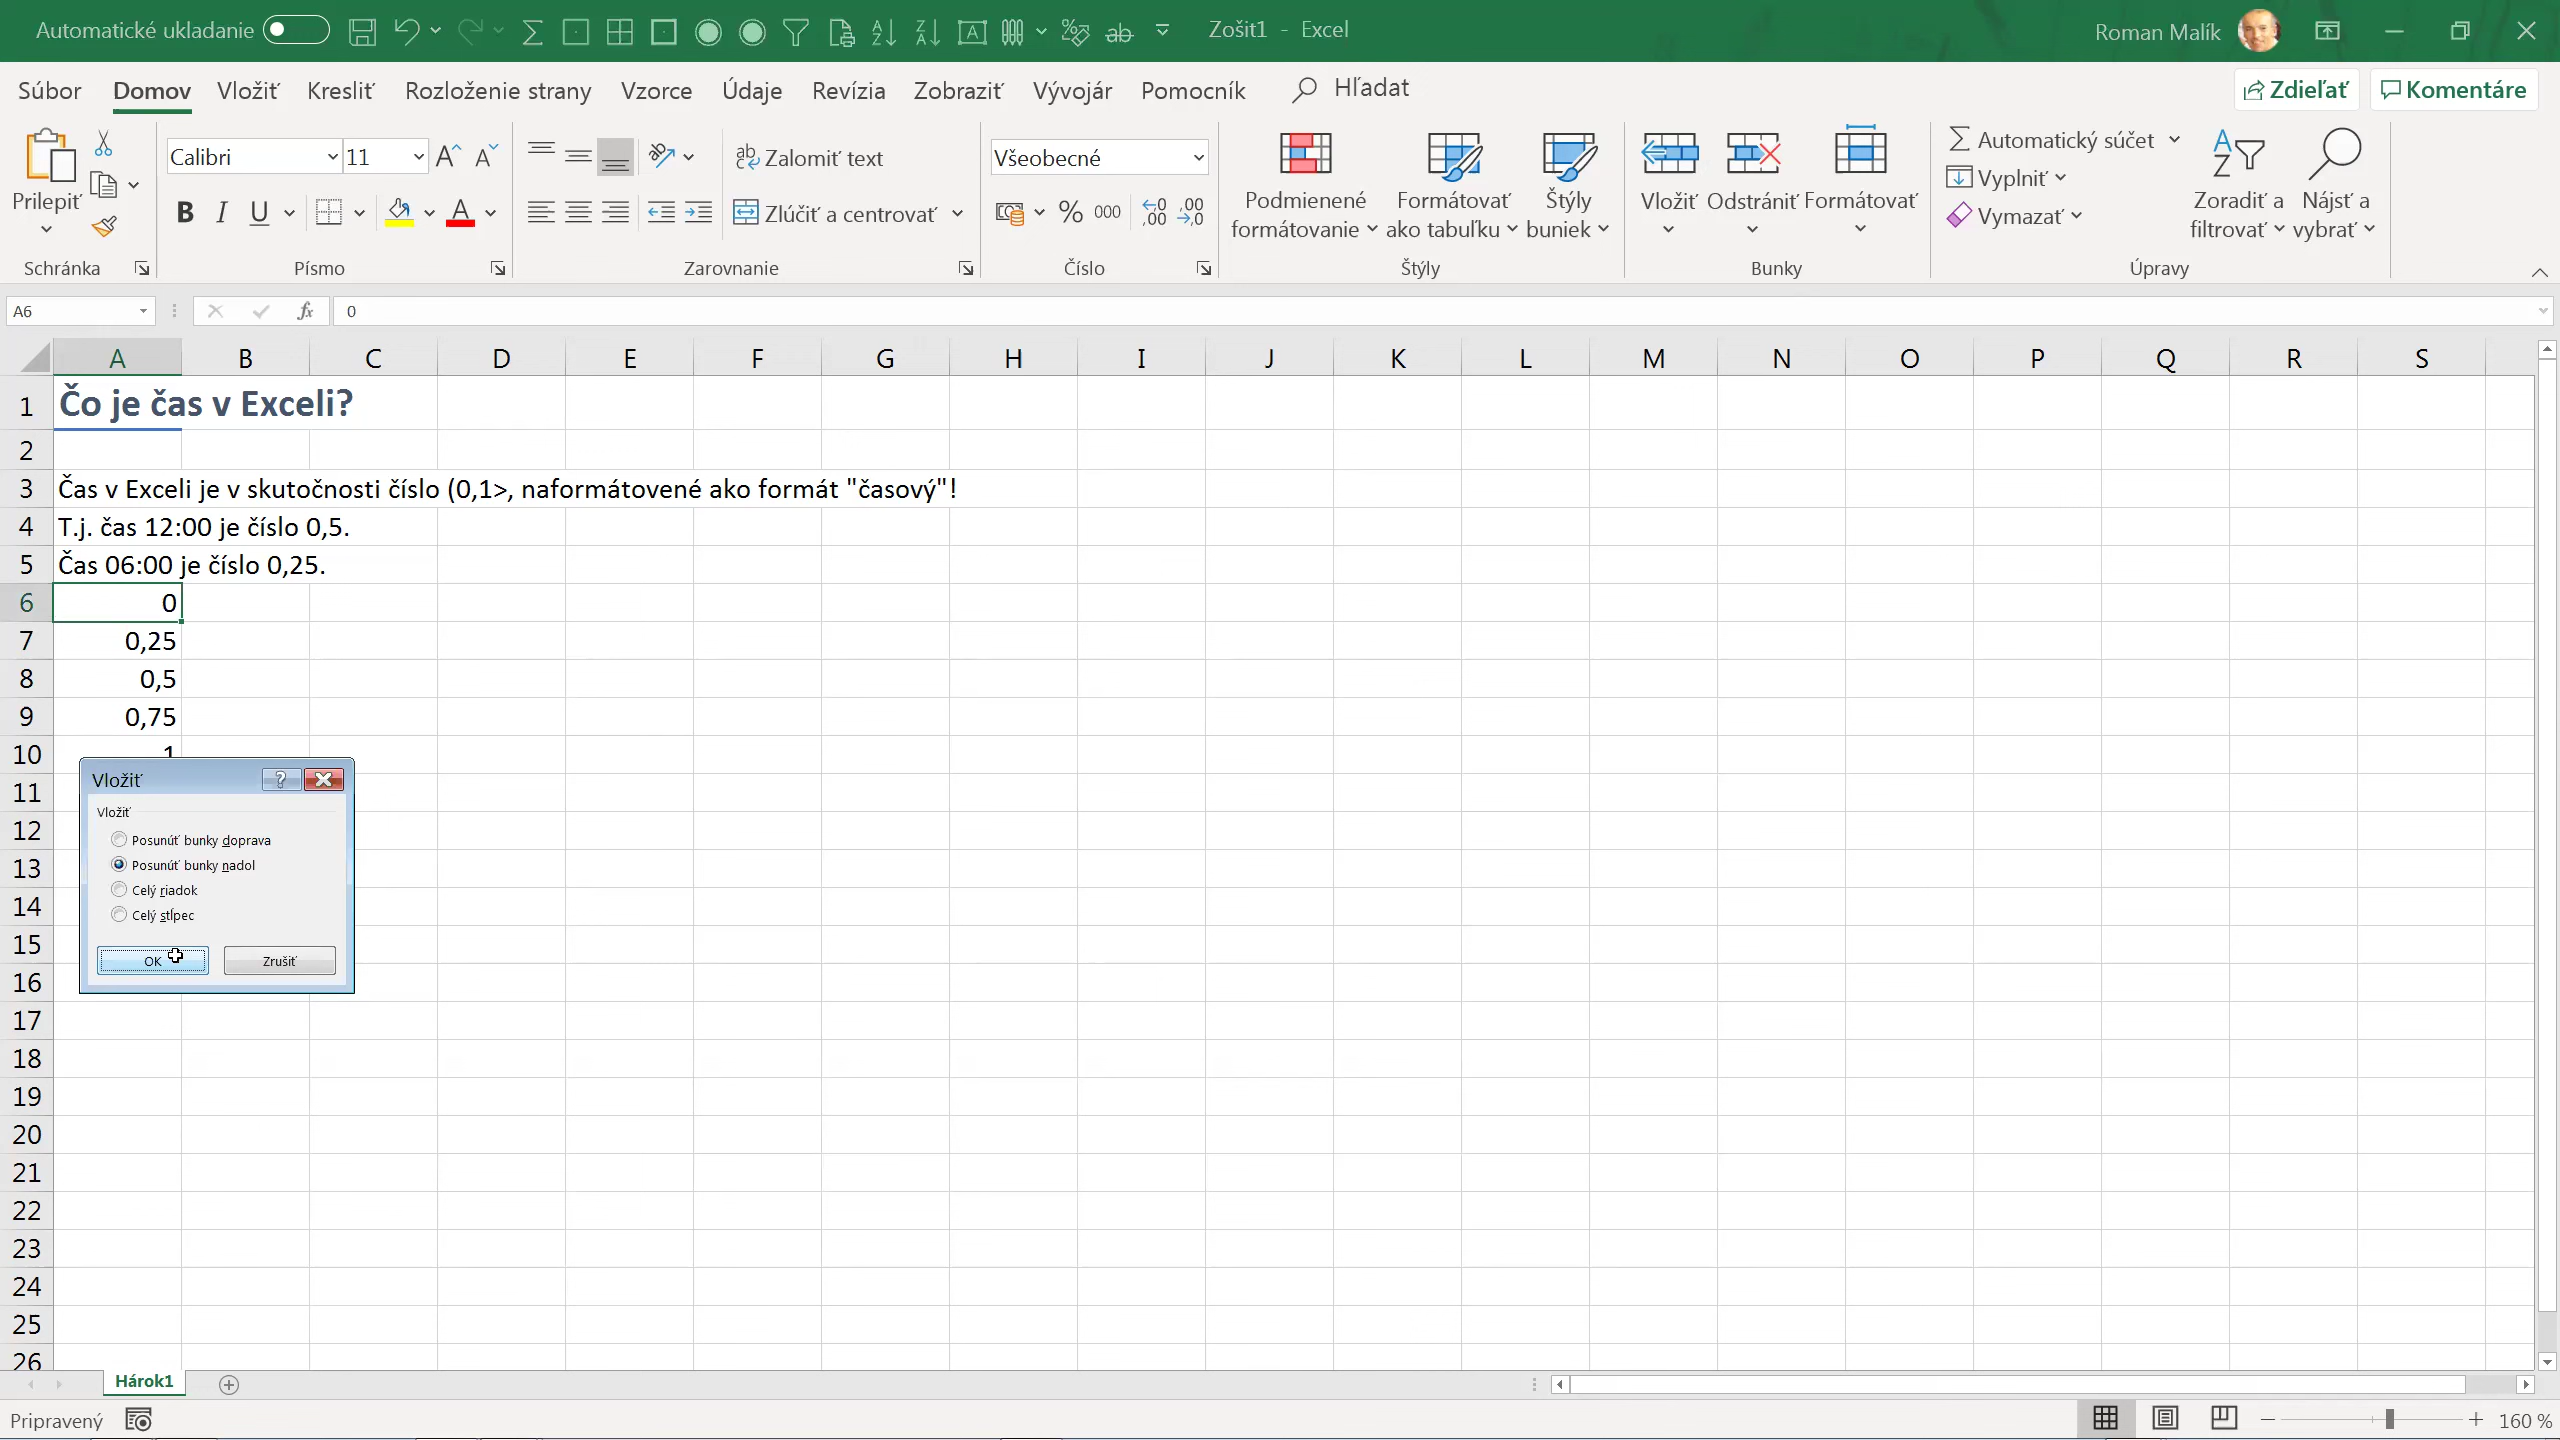 Automatické ukladanie
Zošit1 - Excel
Roman Malík
Súbor Domov Vložiť Kresliť Rozloženie strany Vzorce Údaje Revízia Zobraziť Vývojár Pomocník Hľadať
Zdieľať Komentáre
Prilepiť
Calibri 11
B I U
Zalomiť text
Zlúčiť a centrovať
Všeobecné
% 000
Podmienené formátovanie
Formátovať ako tabuľku
Štýly buniek
Vložiť Odstrániť Formátovať
Automatický súčet
Vyplniť
Vymazať
Zoradiť a filtrovať
Nájsť a vybrať
Schránka Písmo Zarovnanie Číslo Štýly Bunky Úpravy
A6 fx 0
A B C D E F G H I J K L M N O P Q R S
1 Čo je čas v Exceli?
2
3 Čas v Exceli je v skutočnosti číslo (0,1>, naformátovené ako formát "časový"!
4 T.j. čas 12:00 je číslo 0,5.
5 Čas 06:00 je číslo 0,25.
6 0
7 0,25
8 0,5
9 0,75
10 1
11
12
13
14
15
16
17
18
19
20
21
22
23
24
25
26
Vložiť ?
Vložiť
Posunúť bunky doprava
Posunúť bunky nadol
Celý riadok
Celý stĺpec
OK Zrušiť
Hárok1
Pripravený
160 %